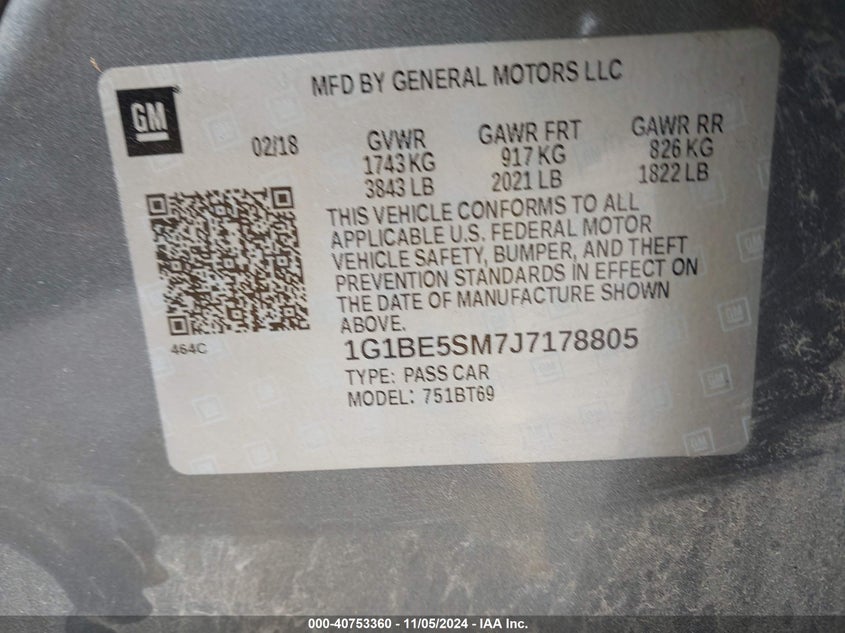 MFD BY GENERAL MOTORS LLC
GM
02/18
GVWR
1743 KG
3843 LB
GAWR FRT
917 KG
2021 LB
GAWR RR
826 KG
1822 LB
THIS VEHICLE CONFORMS TO ALL
APPLICABLE U.S. FEDERAL MOTOR
VEHICLE SAFETY, BUMPER, AND THEFT
PREVENTION STANDARDS IN EFFECT ON
THE DATE OF MANUFACTURE SHOWN
ABOVE.
464C
1G1BE5SM7J7178805
TYPE: PASS CAR
MODEL: 751BT69
000-40753360 - 11/05/2024 - IAA Inc.